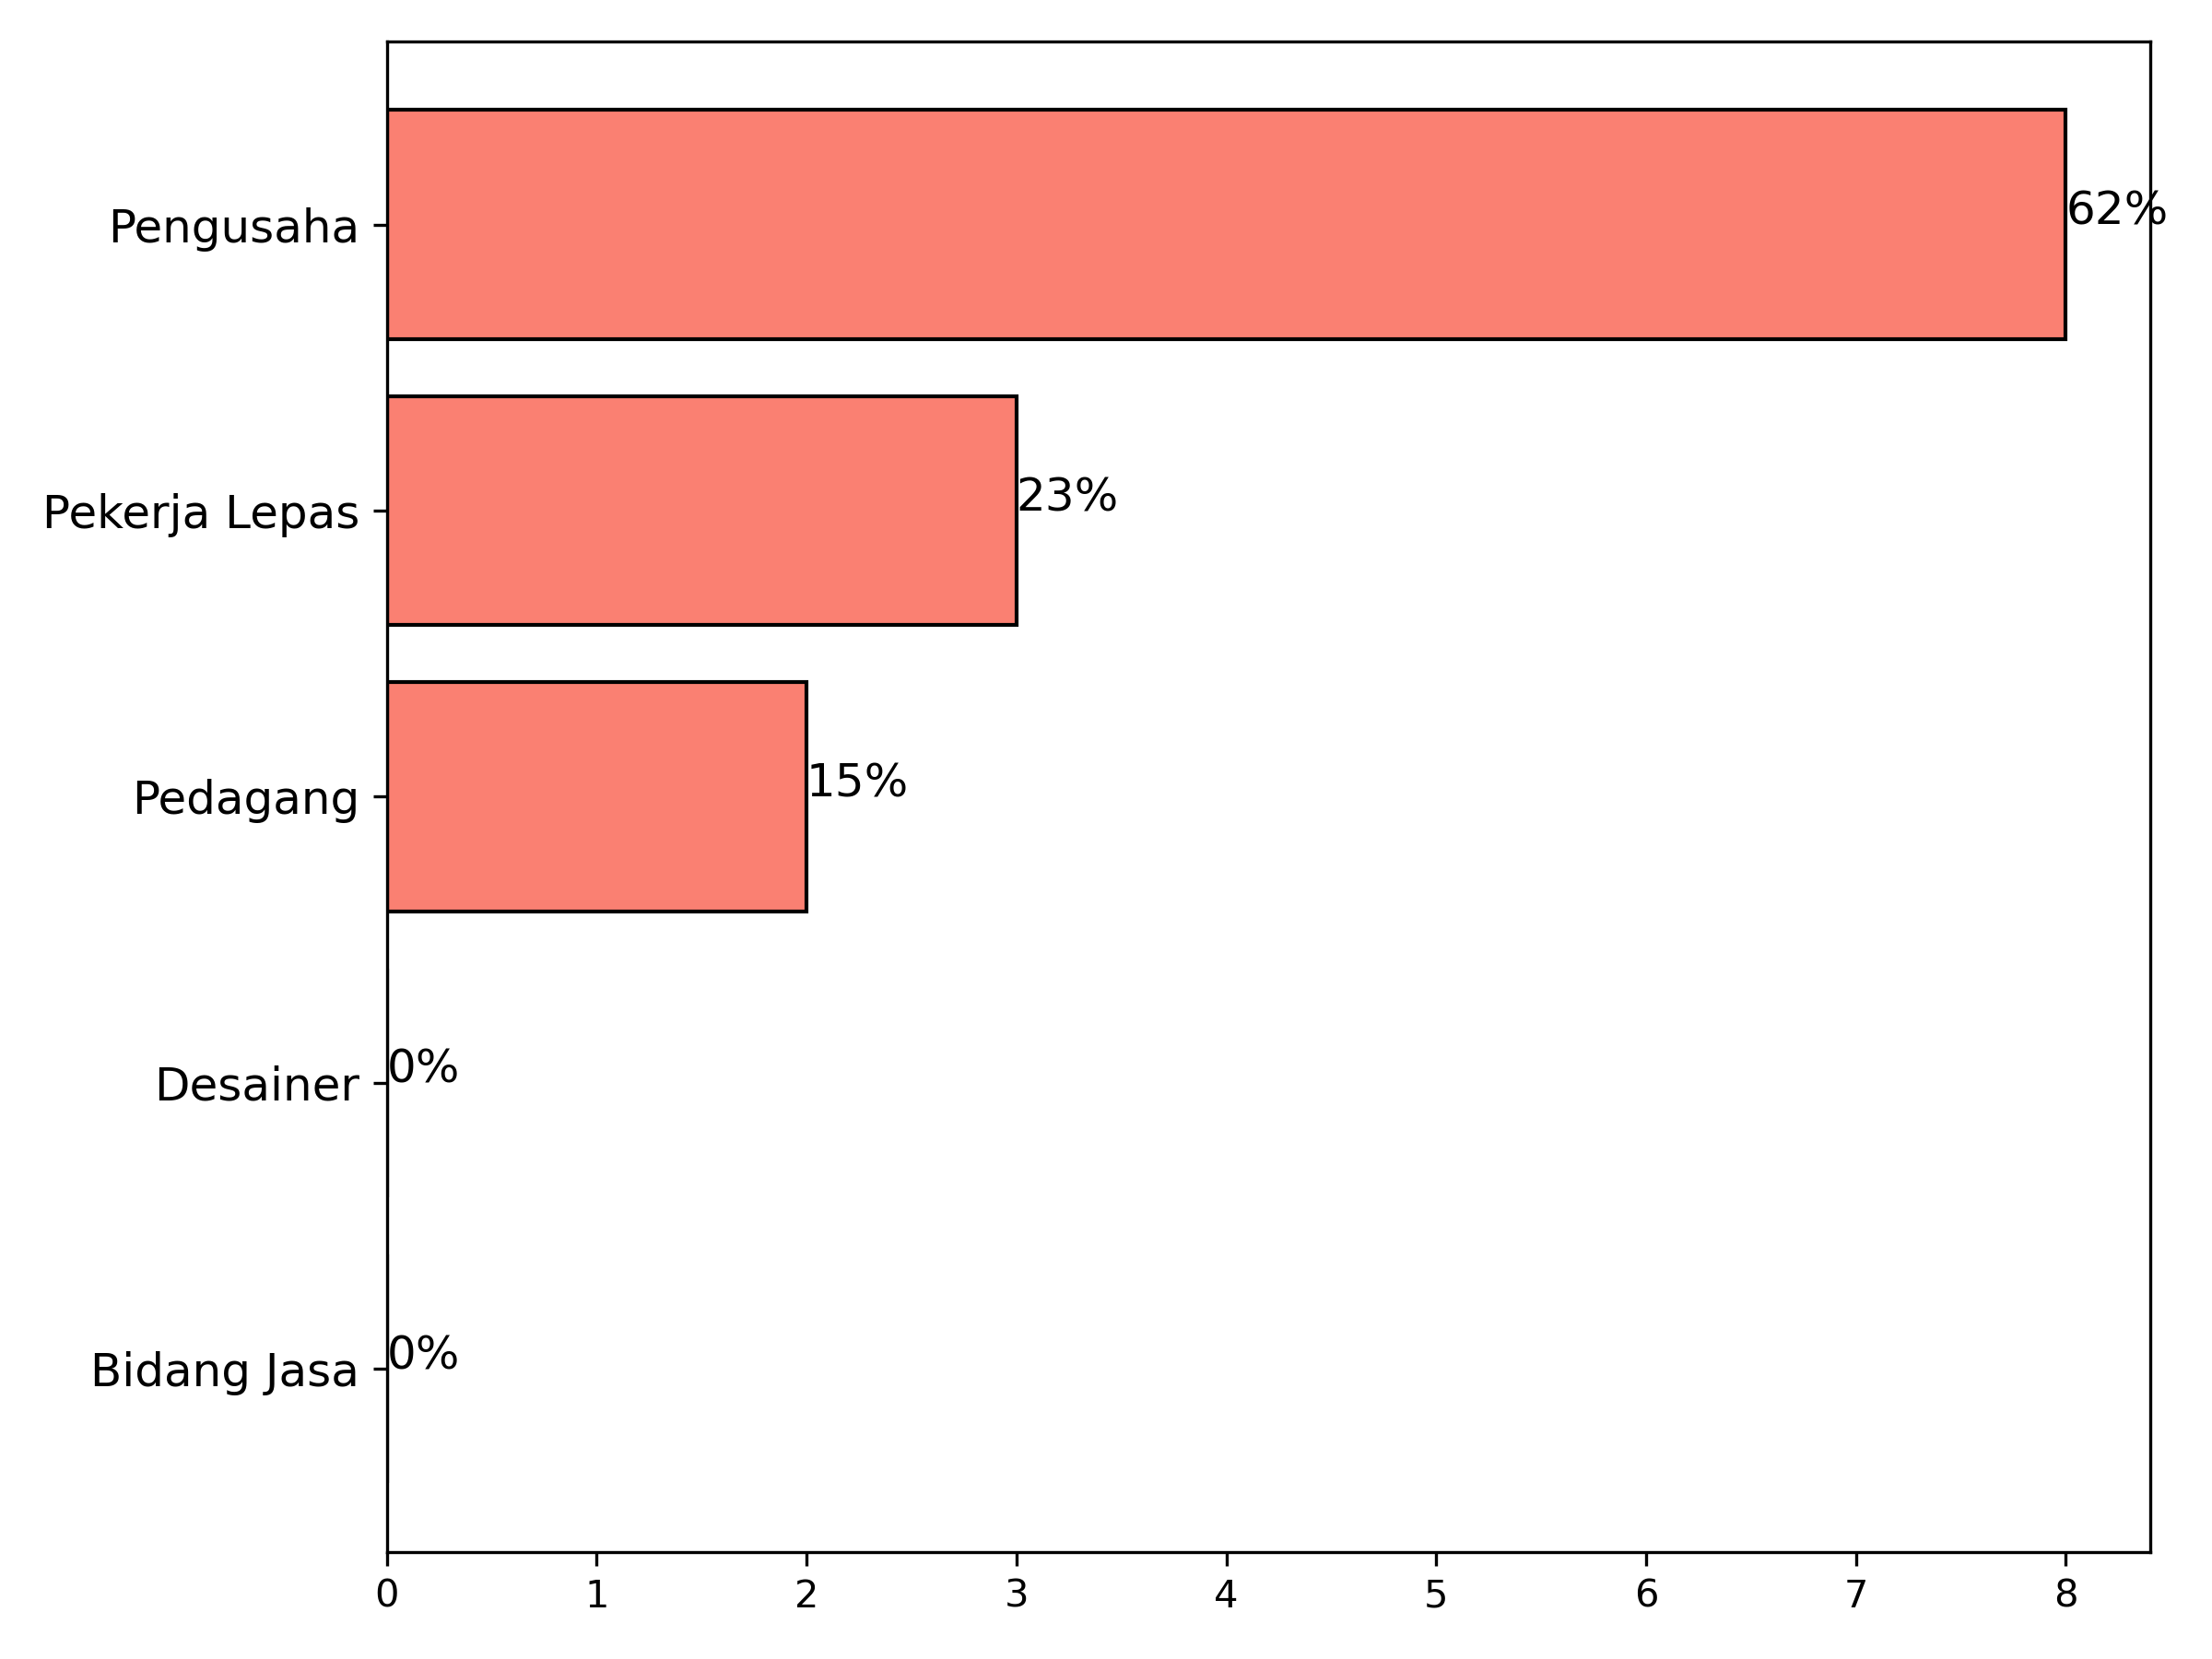 Pengusaha 62%
Pekerja Lepas 23%
Pedagang 15%
Desainer 0%
Bidang Jasa 0%
0 1 2 3 4 5 6 7 8